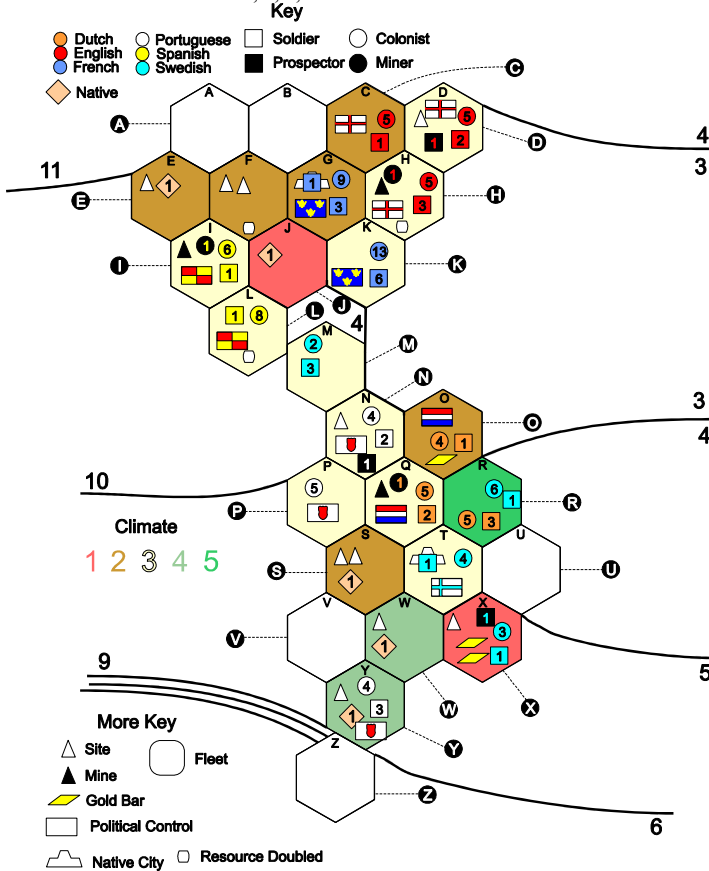 Key
Dutch
Portuguese
Soldier
Colonist
English
Spanish
French
Swedish
Prospector
Miner
Native
C
A
B
C
D
5
5
A
1
1
2
D
4
3
11
E
F
G
H
1
1
1
9
5
E
3
3
H
I
J
K
1
6
1
13
I
1
6
K
L
J
L
1
8
4
M
2
M
3
N
N
O
3
4
4
2
4
1
O
1
P
Q
R
10
5
1
5
6
1
R
P
2
5
3
Climate
S
T
U
1 2 3 4 5
S
1
1
4
U
V
W
X
1
V
1
3
1
5
9
Y
4
W
X
1
3
More Key
Y
Site
Fleet
Z
Mine
Gold Bar
Z
Political Control
6
Native City
Resource Doubled